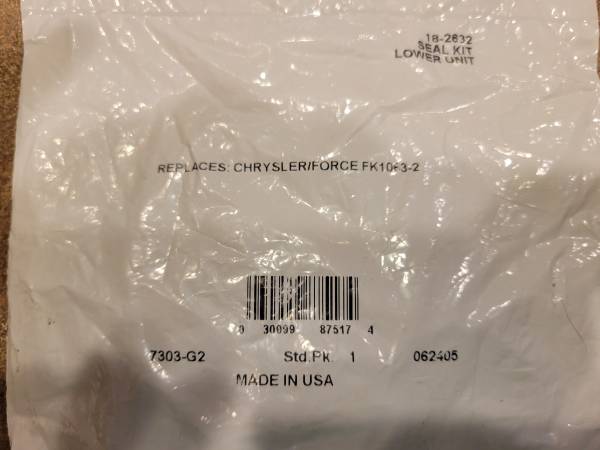 18-2632
SEAL KIT
LOWER UNIT
REPLACES: CHRYSLER/FORCE FK1063-2
0 30099 87517 4
7303-G2 Std.Pk. 1 062405
MADE IN USA